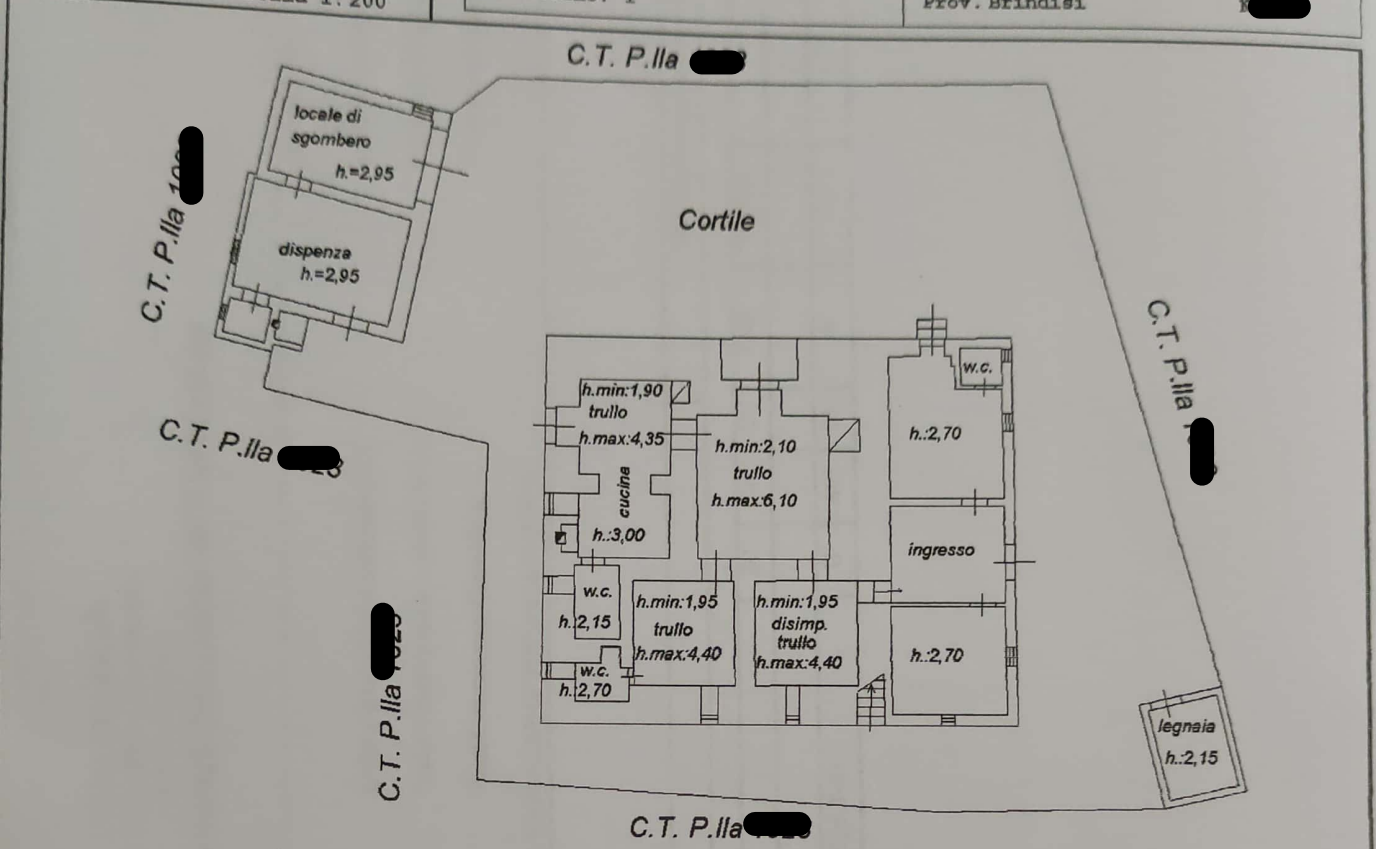 1:200
Prov. Brindisi
C.T. P.lla
locale di
sgombero
h.=2,95
C.T. P.lla
Cortile
dispenza
h.=2,95
C.T. P.lla
C.T. P.lla
h.min:1,90
trullo
h.max:4,35
cucina
h.:3,00
h.min:2,10
trullo
h.max:6,10
w.c.
h.:2,70
ingresso
w.c.
h.:2,15
h.min:1,95
trullo
h.max:4,40
h.min:1,95
disimp.
trullo
h.max:4,40
h.:2,70
w.c.
h.:2,70
C.T. P.lla
legnaia
h.:2,15
C.T. P.lla